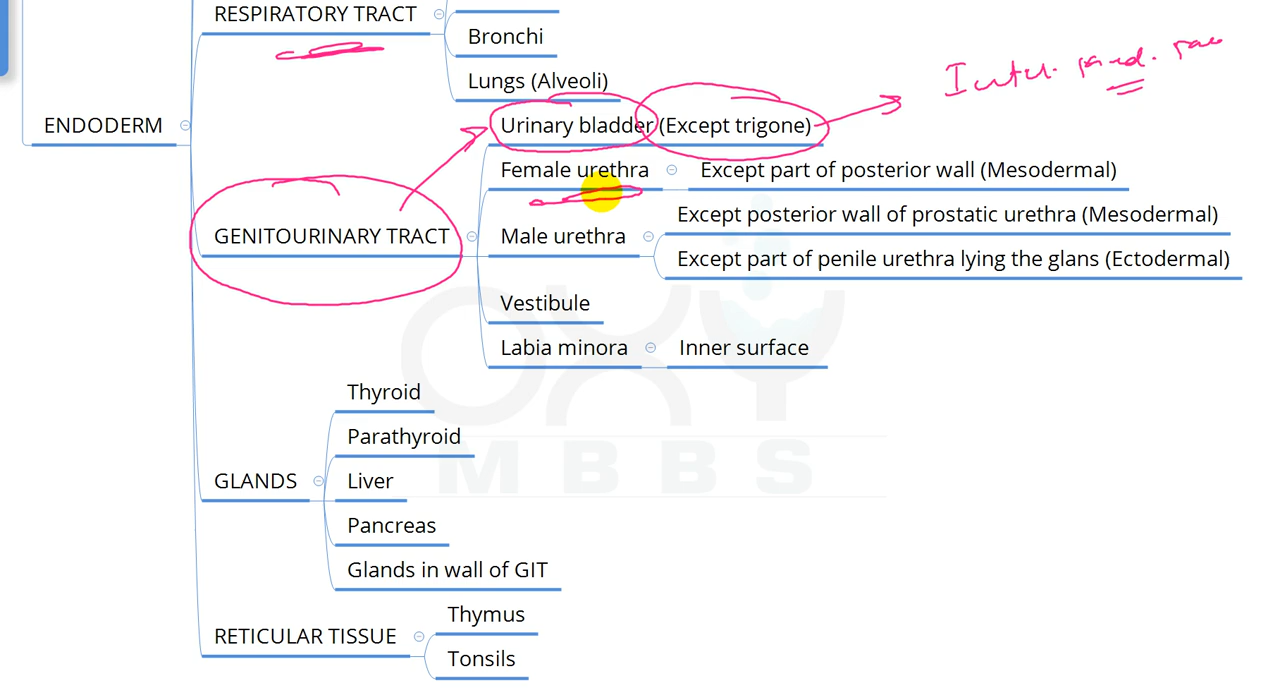 RESPIRATORY TRACT
Bronchi
Lungs (Alveoli)
ENDODERM
Urinary bladder (Except trigone)
Female urethra
Except part of posterior wall (Mesodermal)
GENITOURINARY TRACT
Male urethra
Except posterior wall of prostatic urethra (Mesodermal)
Except part of penile urethra lying the glans (Ectodermal)
Vestibule
Labia minora
Inner surface
GLANDS
Thyroid
Parathyroid
Liver
Pancreas
Glands in wall of GIT
RETICULAR TISSUE
Thymus
Tonsils
MBBS